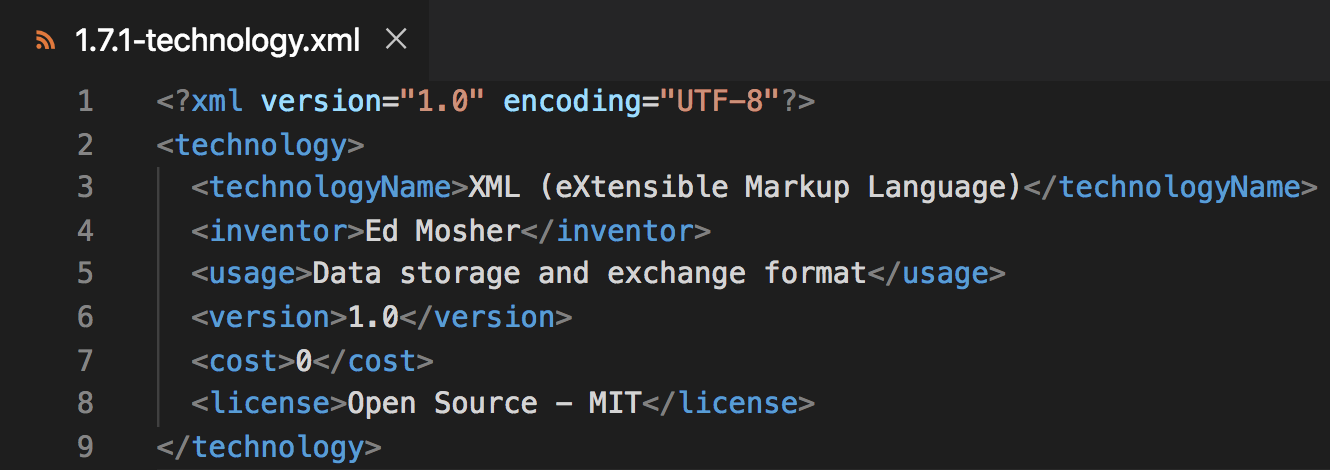 1.7.1-technology.xml
1 <?xml version="1.0" encoding="UTF-8"?>
2 <technology>
3 <technologyName>XML (eXtensible Markup Language)</technologyName>
4 <inventor>Ed Mosher</inventor>
5 <usage>Data storage and exchange format</usage>
6 <version>1.0</version>
7 <cost>0</cost>
8 <license>Open Source - MIT</license>
9 </technology>